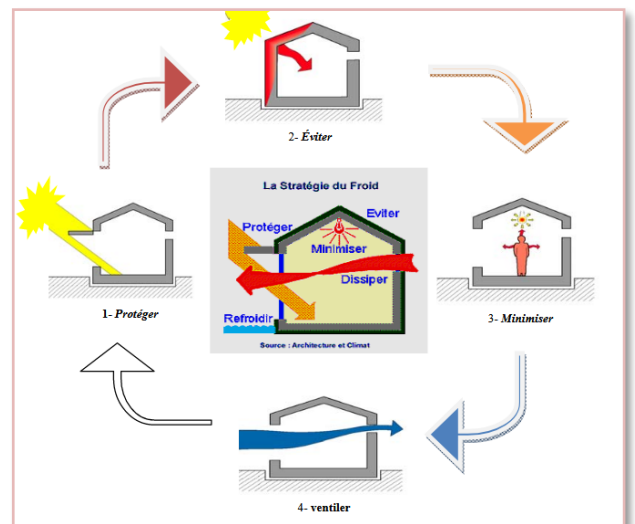 2- Éviter
La Stratégie du Froid
Eviter
Protéger
Minimiser
Dissiper
Refroidir
Source : Architecture et Climat
1- Protéger
3- Minimiser
4- ventiler